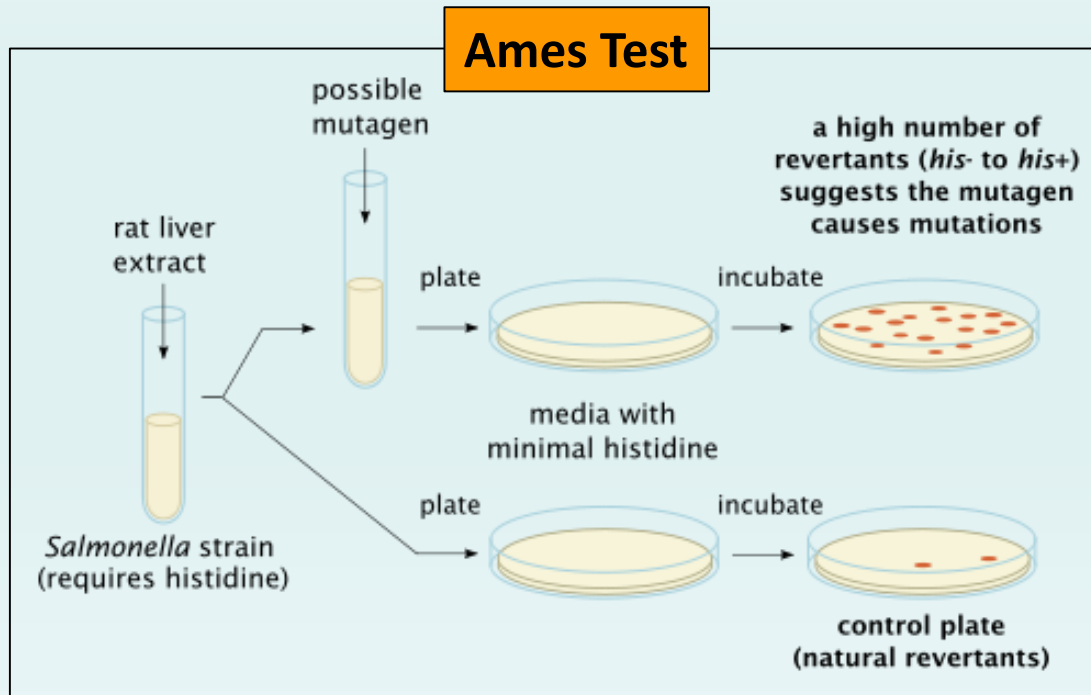 Ames Test
possible
mutagen
a high number of
revertants (his- to his+)
suggests the mutagen
causes mutations
rat liver
extract
plate
incubate
media with
minimal histidine
plate
incubate
Salmonella strain
(requires histidine)
control plate
(natural revertants)